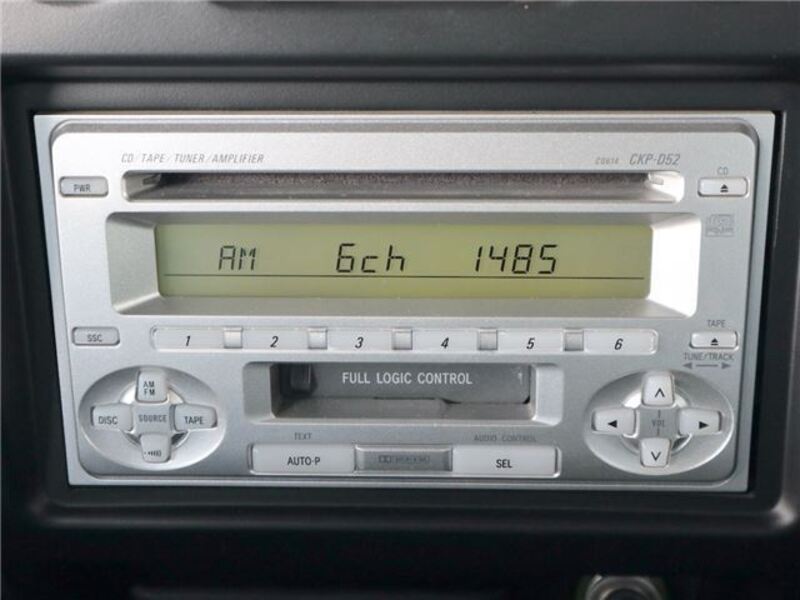 CD/TAPE/TUNER/AMPLIFIER
CKP-D52
PWR
CD
AM 6ch 1485
SSC
1 2 3 4 5 6
TAPE
TUNE/TRACK
FULL LOGIC CONTROL
AM
FM
DISC SOURCE TAPE
VOL
TEXT
AUDIO CONTROL
AUTO·P
SEL